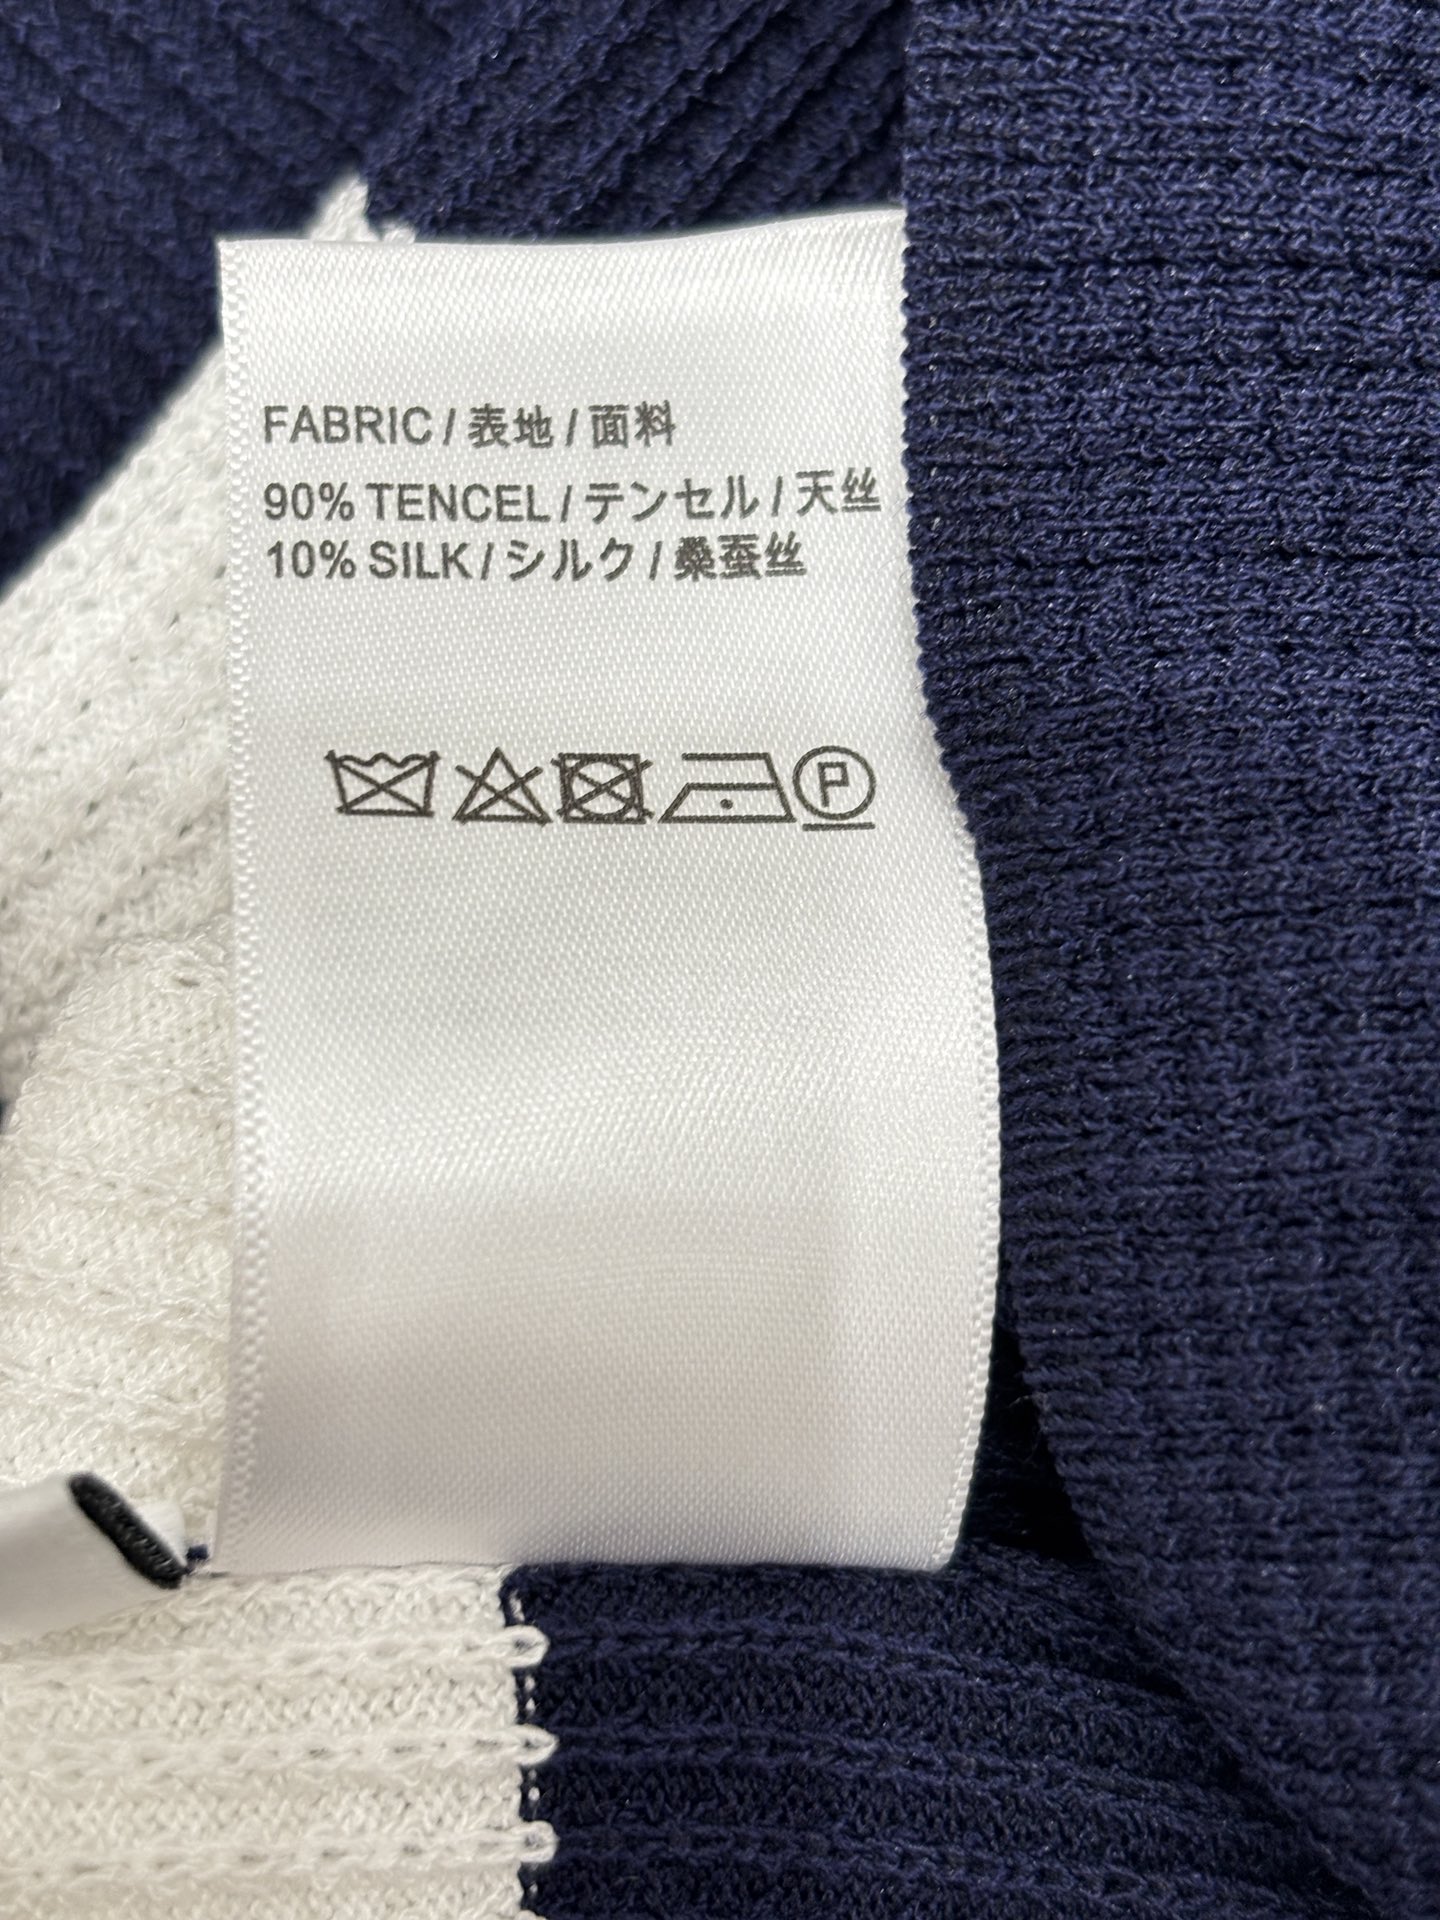 FABRIC / 表地 / 面料
90% TENCEL / テンセル / 天丝
10% SILK / シルク / 桑蚕丝
P